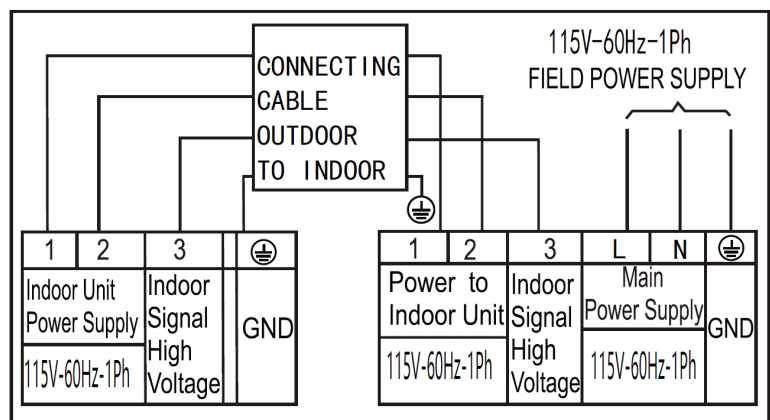 115V-60Hz-1Ph
FIELD POWER SUPPLY
CONNECTING
CABLE
OUTDOOR
TO INDOOR
1 2 3
Indoor Unit
Power Supply
115V-60Hz-1Ph
Indoor
Signal
High
Voltage
GND
1 2 3 L N
Power to
Indoor Unit
115V-60Hz-1Ph
Indoor
Signal
High
Voltage
Main
Power Supply
115V-60Hz-1Ph
GND